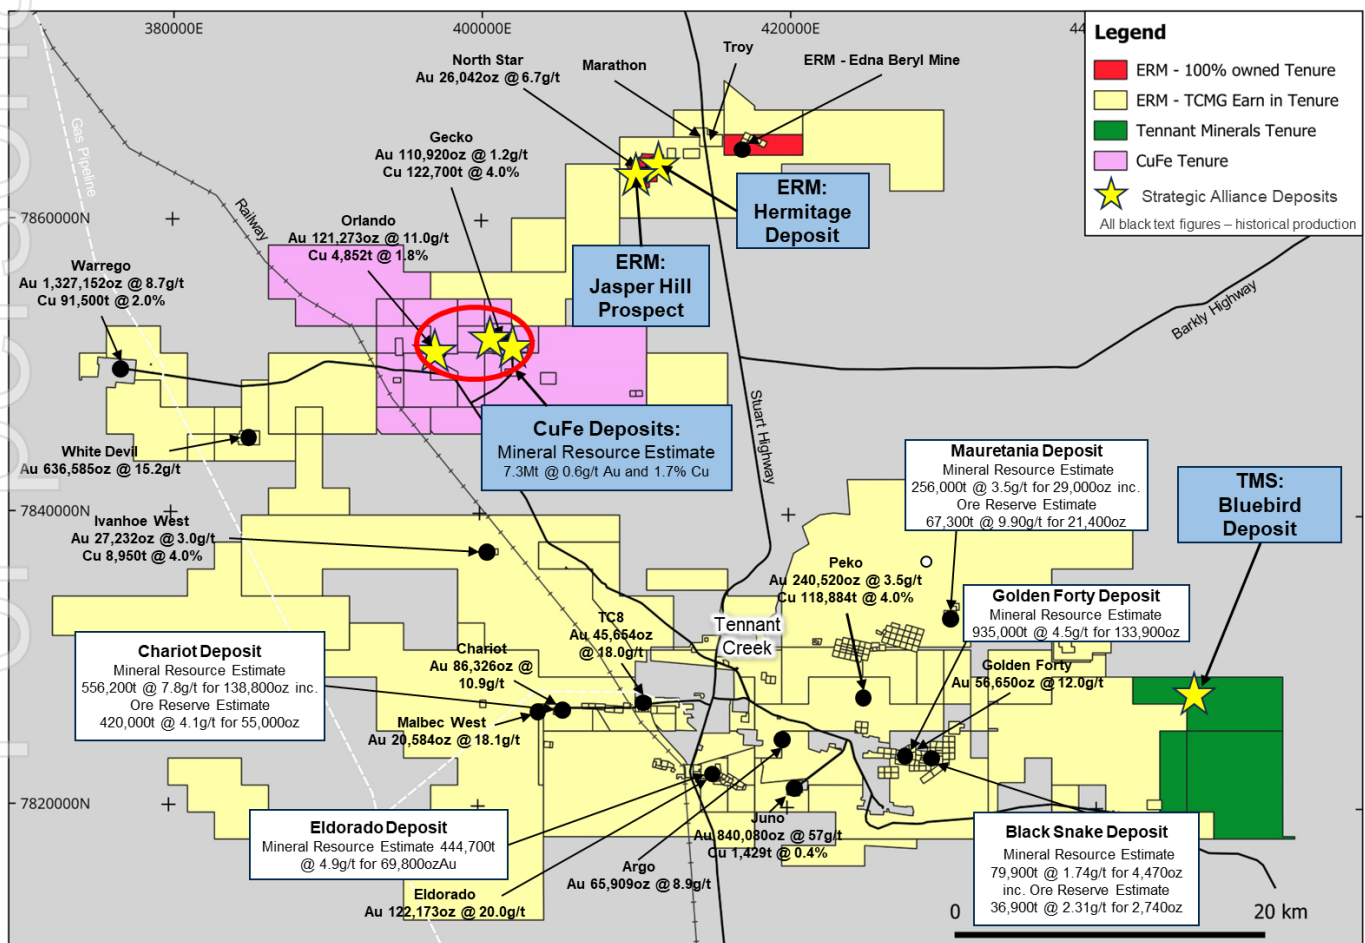 380000E
400000E
420000E
44
Legend
ERM - 100% owned Tenure
ERM - TCMG Earn in Tenure
Tennant Minerals Tenure
CuFe Tenure
Strategic Alliance Deposits
All black text figures – historical production
North Star
Au 26,042oz @ 6.7g/t
Marathon
Troy
ERM - Edna Beryl Mine
Gas Pipeline
Railway
Gecko
Au 110,920oz @ 1.2g/t
Cu 122,700t @ 4.0%
ERM:
Hermitage
Deposit
7860000N
Orlando
Au 121,273oz @ 11.0g/t
Cu 4,852t @ 1.8%
ERM:
Jasper Hill
Prospect
Warrego
Au 1,327,152oz @ 8.7g/t
Cu 91,500t @ 2.0%
Barkly Highway
Stuart Highway
CuFe Deposits:
Mineral Resource Estimate
7.3Mt @ 0.6g/t Au and 1.7% Cu
White Devil
Au 636,585oz @ 15.2g/t
Mauretania Deposit
Mineral Resource Estimate
256,000t @ 3.5g/t for 29,000oz inc.
Ore Reserve Estimate
67,300t @ 9.90g/t for 21,400oz
TMS:
Bluebird
Deposit
7840000N
Ivanhoe West
Au 27,232oz @ 3.0g/t
Cu 8,950t @ 4.0%
Peko
Au 240,520oz @ 3.5g/t
Cu 118,884t @ 4.0%
Golden Forty Deposit
Mineral Resource Estimate
935,000t @ 4.5g/t for 133,900oz
Tennant
Creek
TC8
Au 45,654oz
@ 18.0g/t
Chariot Deposit
Mineral Resource Estimate
556,200t @ 7.8g/t for 138,800oz inc.
Ore Reserve Estimate
420,000t @ 4.1g/t for 55,000oz
Chariot
Au 86,326oz @
10.9g/t
Golden Forty
Au 56,650oz @ 12.0g/t
Malbec West
Au 20,584oz @ 18.1g/t
7820000N
Eldorado Deposit
Mineral Resource Estimate 444,700t
@ 4.9g/t for 69,800ozAu
Juno
Au 840,080oz @ 57g/t
Cu 1,429t @ 0.4%
Black Snake Deposit
Mineral Resource Estimate
79,900t @ 1.74g/t for 4,470oz
inc. Ore Reserve Estimate
36,900t @ 2.31g/t for 2,740oz
Argo
Au 65,909oz @ 8.9g/t
Eldorado
Au 122,173oz @ 20.0g/t
0
20 km